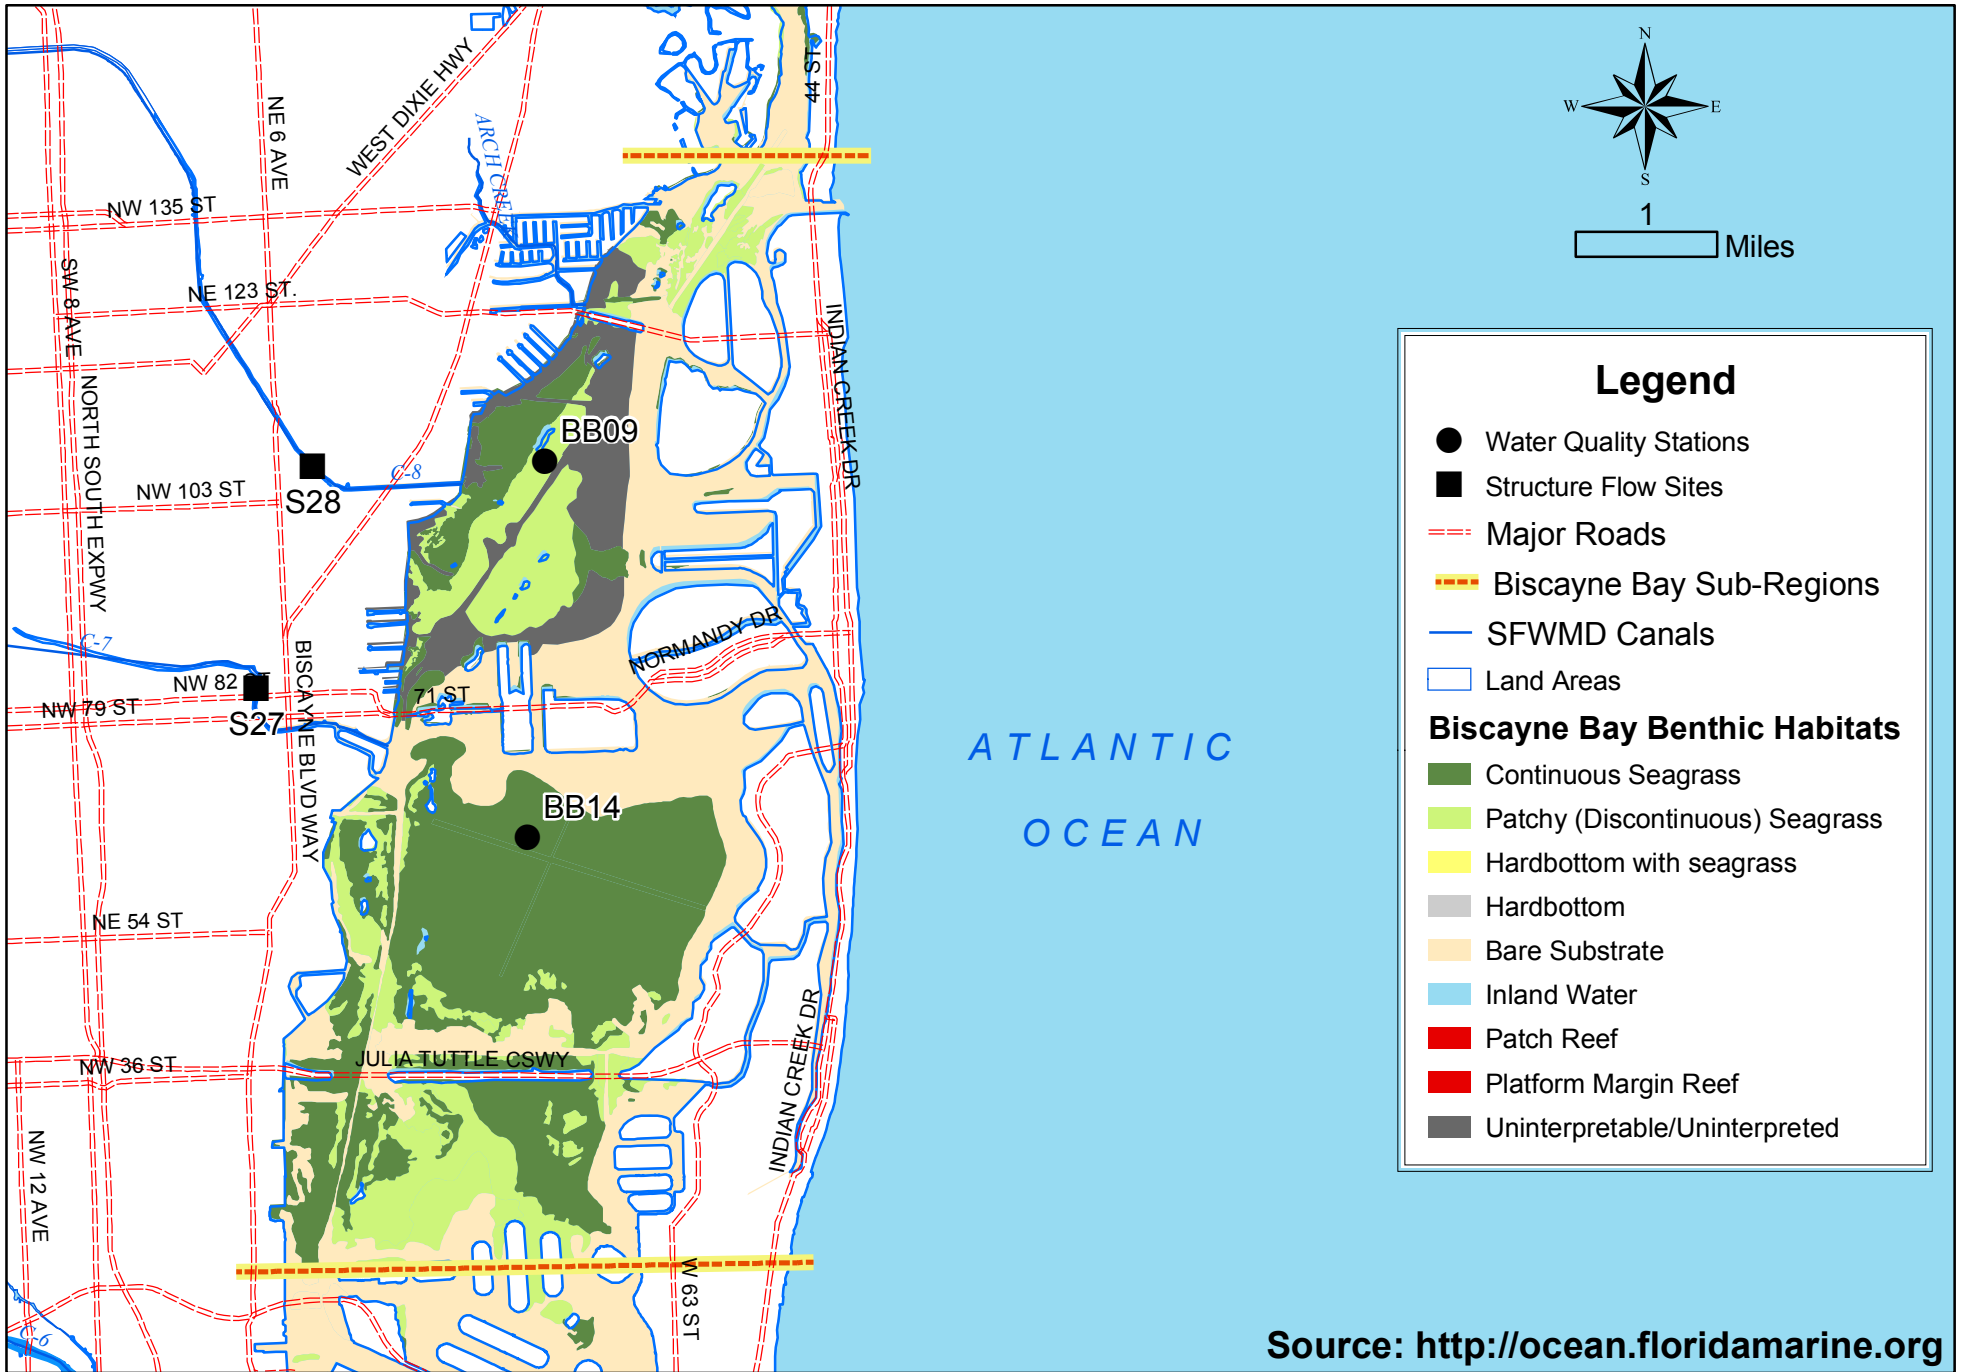 N
W
E
S
1
Miles
44 ST
NE 6 AVE
WEST DIXIE HWY
ARCH CREEK
NW 135 ST
SW 8 AVE
NE 123 ST.
NORTH SOUTH EXPWY
INDIAN CREEK DR
BB09
C-8
S28
NW 103 ST
C-7
NORMANDY DR
NW 82 ST
71 ST
NW 79 ST
S27
BISCAYNE BLVD WAY
BB14
NE 54 ST
ATLANTIC
OCEAN
INDIAN CREEK DR
JULIA TUTTLE CSWY
NW 36 ST
NW 12 AVE
W 63 ST
C-6
Legend
Water Quality Stations
Structure Flow Sites
Major Roads
Biscayne Bay Sub-Regions
SFWMD Canals
Land Areas
Biscayne Bay Benthic Habitats
Continuous Seagrass
Patchy (Discontinuous) Seagrass
Hardbottom with seagrass
Hardbottom
Bare Substrate
Inland Water
Patch Reef
Platform Margin Reef
Uninterpretable/Uninterpreted
Source: http://ocean.floridamarine.org